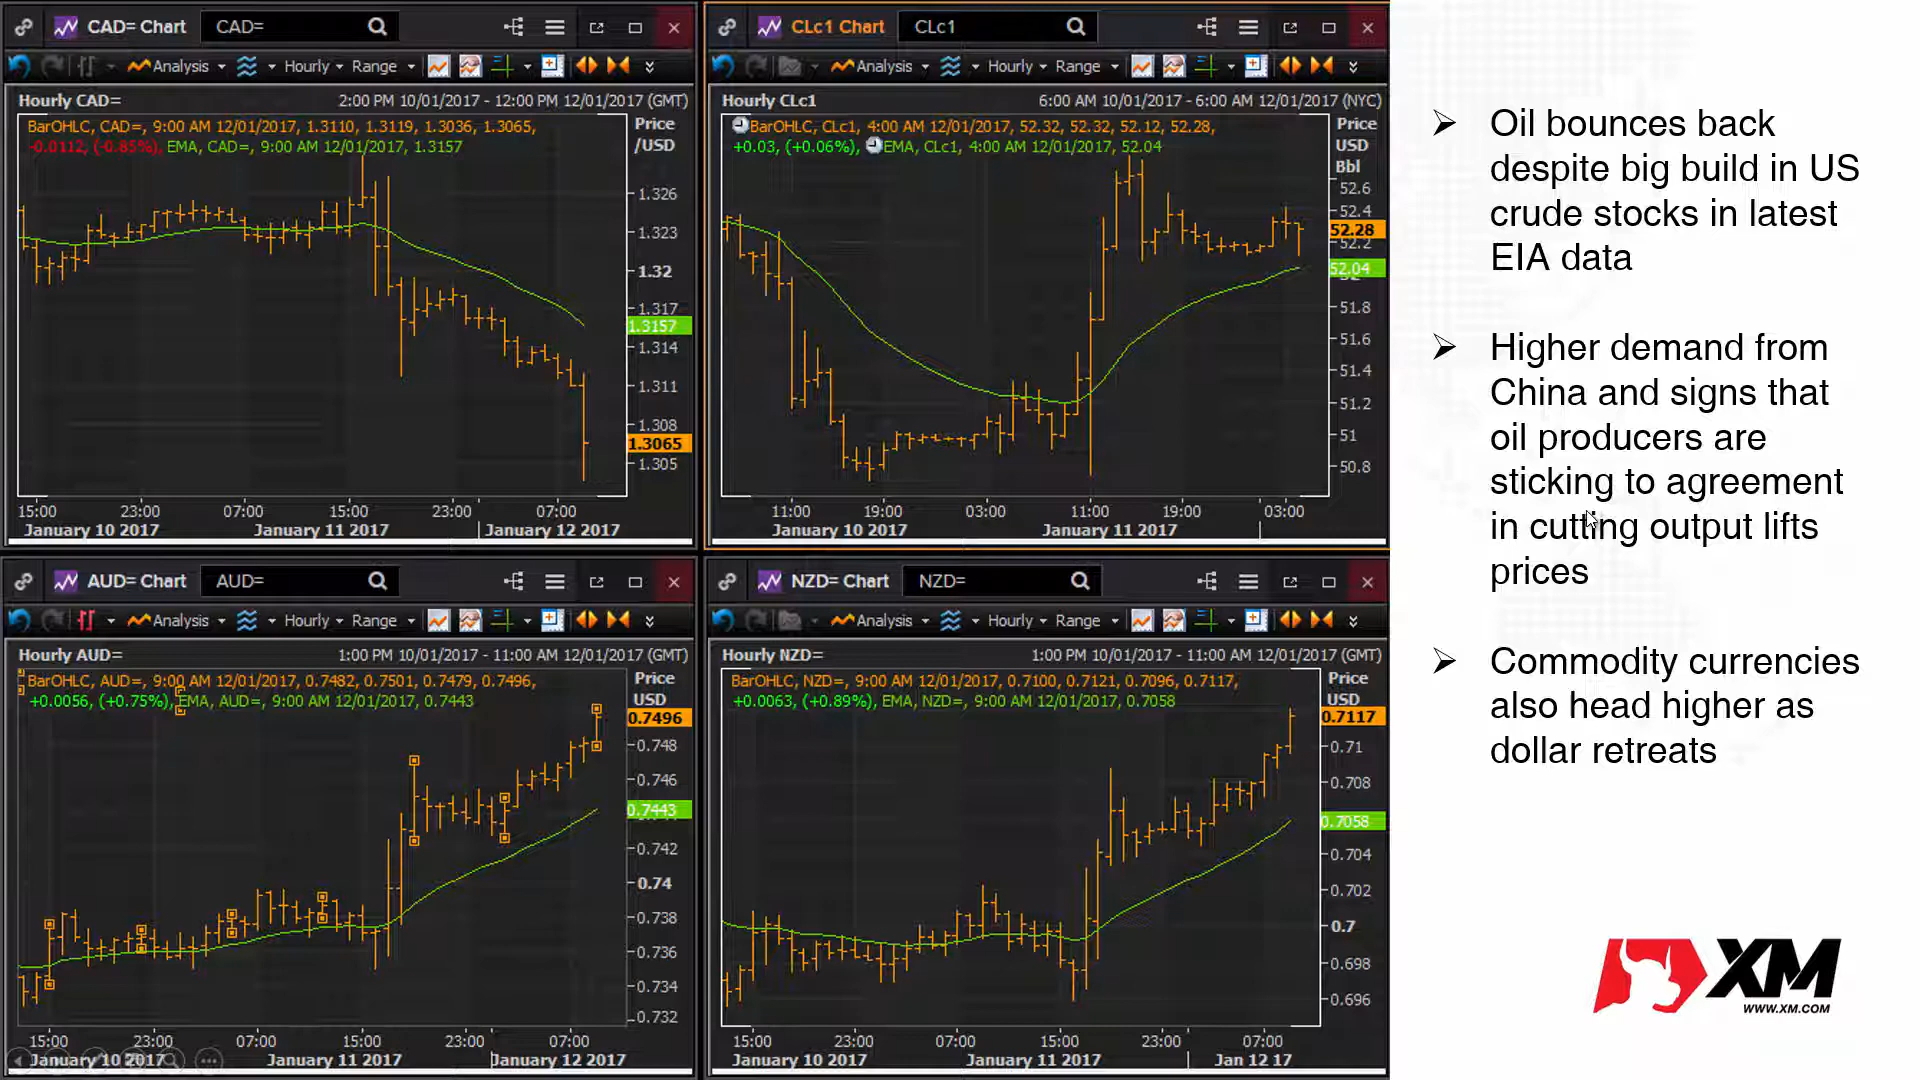 CAD= Chart
CAD=
Analysis Hourly Range
Hourly CAD=
2:00 PM 10/01/2017 - 12:00 PM 12/01/2017 (GMT)
BarOHLC, CAD=, 9:00 AM 12/01/2017, 1.3110, 1.3119, 1.3036, 1.3065,
-0.0112, (-0.85%), EMA, CAD=, 9:00 AM 12/01/2017, 1.3157
Price
/USD
1.326
1.323
1.32
1.317
1.3157
1.314
1.311
1.308
1.3065
1.305
15:00 23:00 07:00 15:00 23:00 07:00
January 10 2017 January 11 2017 January 12 2017
CLc1 Chart
CLc1
Analysis Hourly Range
Hourly CLc1
6:00 AM 10/01/2017 - 6:00 AM 12/01/2017 (NYC)
BarOHLC, CLc1, 4:00 AM 12/01/2017, 52.32, 52.32, 52.12, 52.28,
+0.03, (+0.06%), EMA, CLc1, 4:00 AM 12/01/2017, 52.04
Price
USD
Bbl
52.6
52.4
52.28
52.2
52.04
51.8
51.6
51.4
51.2
51
50.8
11:00 19:00 03:00 11:00 19:00 03:00
January 10 2017 January 11 2017
AUD= Chart
AUD=
Analysis Hourly Range
Hourly AUD=
1:00 PM 10/01/2017 - 11:00 AM 12/01/2017 (GMT)
BarOHLC, AUD=, 9:00 AM 12/01/2017, 0.7482, 0.7501, 0.7479, 0.7496,
+0.0056, (+0.75%), EMA, AUD=, 9:00 AM 12/01/2017, 0.7443
Price
USD
0.7496
0.748
0.746
0.7443
0.742
0.74
0.738
0.736
0.734
0.732
15:00 23:00 07:00 15:00 23:00 07:00
January 10 2017 January 11 2017 January 12 2017
NZD= Chart
NZD=
Analysis Hourly Range
Hourly NZD=
1:00 PM 10/01/2017 - 11:00 AM 12/01/2017 (GMT)
BarOHLC, NZD=, 9:00 AM 12/01/2017, 0.7100, 0.7121, 0.7096, 0.7117,
+0.0063, (+0.89%), EMA, NZD=, 9:00 AM 12/01/2017, 0.7058
Price
USD
0.7117
0.71
0.708
0.7058
0.704
0.702
0.7
0.698
0.696
15:00 23:00 07:00 15:00 23:00 07:00
January 10 2017 January 11 2017 Jan 12 17
Oil bounces back
despite big build in US
crude stocks in latest
EIA data
Higher demand from
China and signs that
oil producers are
sticking to agreement
in cutting output lifts
prices
Commodity currencies
also head higher as
dollar retreats
XM
WWW.XM.COM